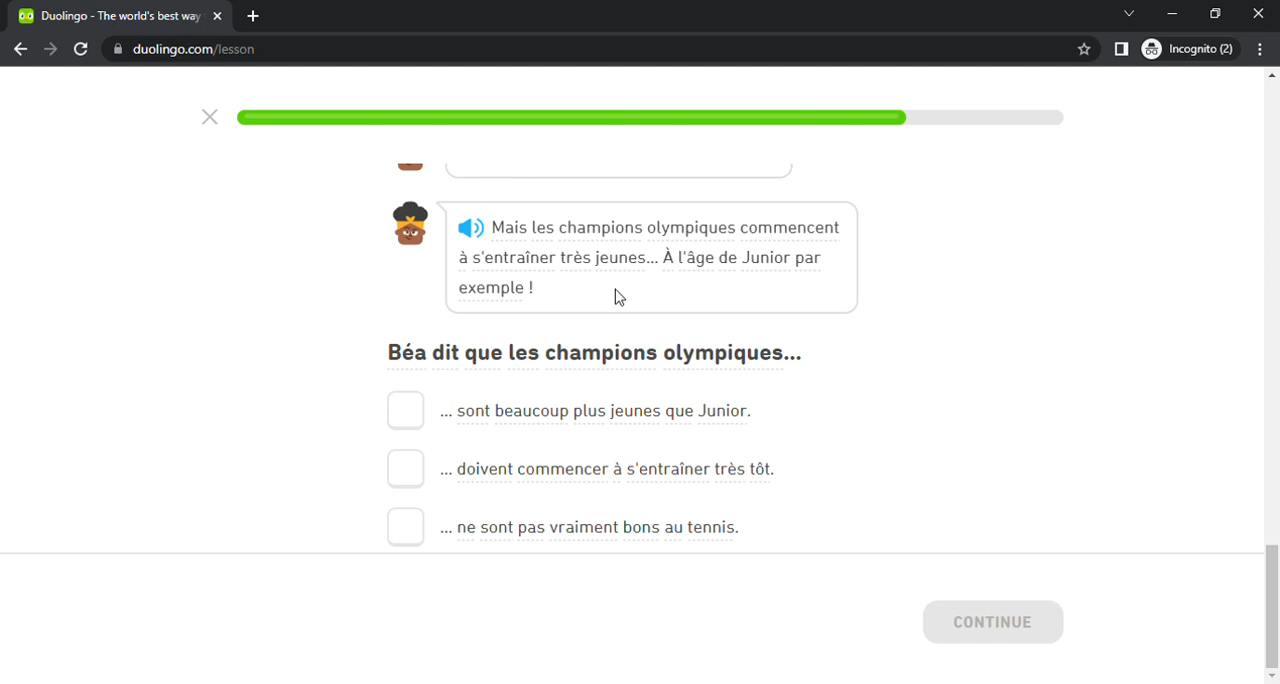 Duolingo - The world's best way
duolingo.com/lesson
Incognito (2)
Mais les champions olympiques commencent
à s'entraîner très jeunes... À l'âge de Junior par
exemple !
Béa dit que les champions olympiques...
... sont beaucoup plus jeunes que Junior.
... doivent commencer à s'entraîner très tôt.
... ne sont pas vraiment bons au tennis.
CONTINUE